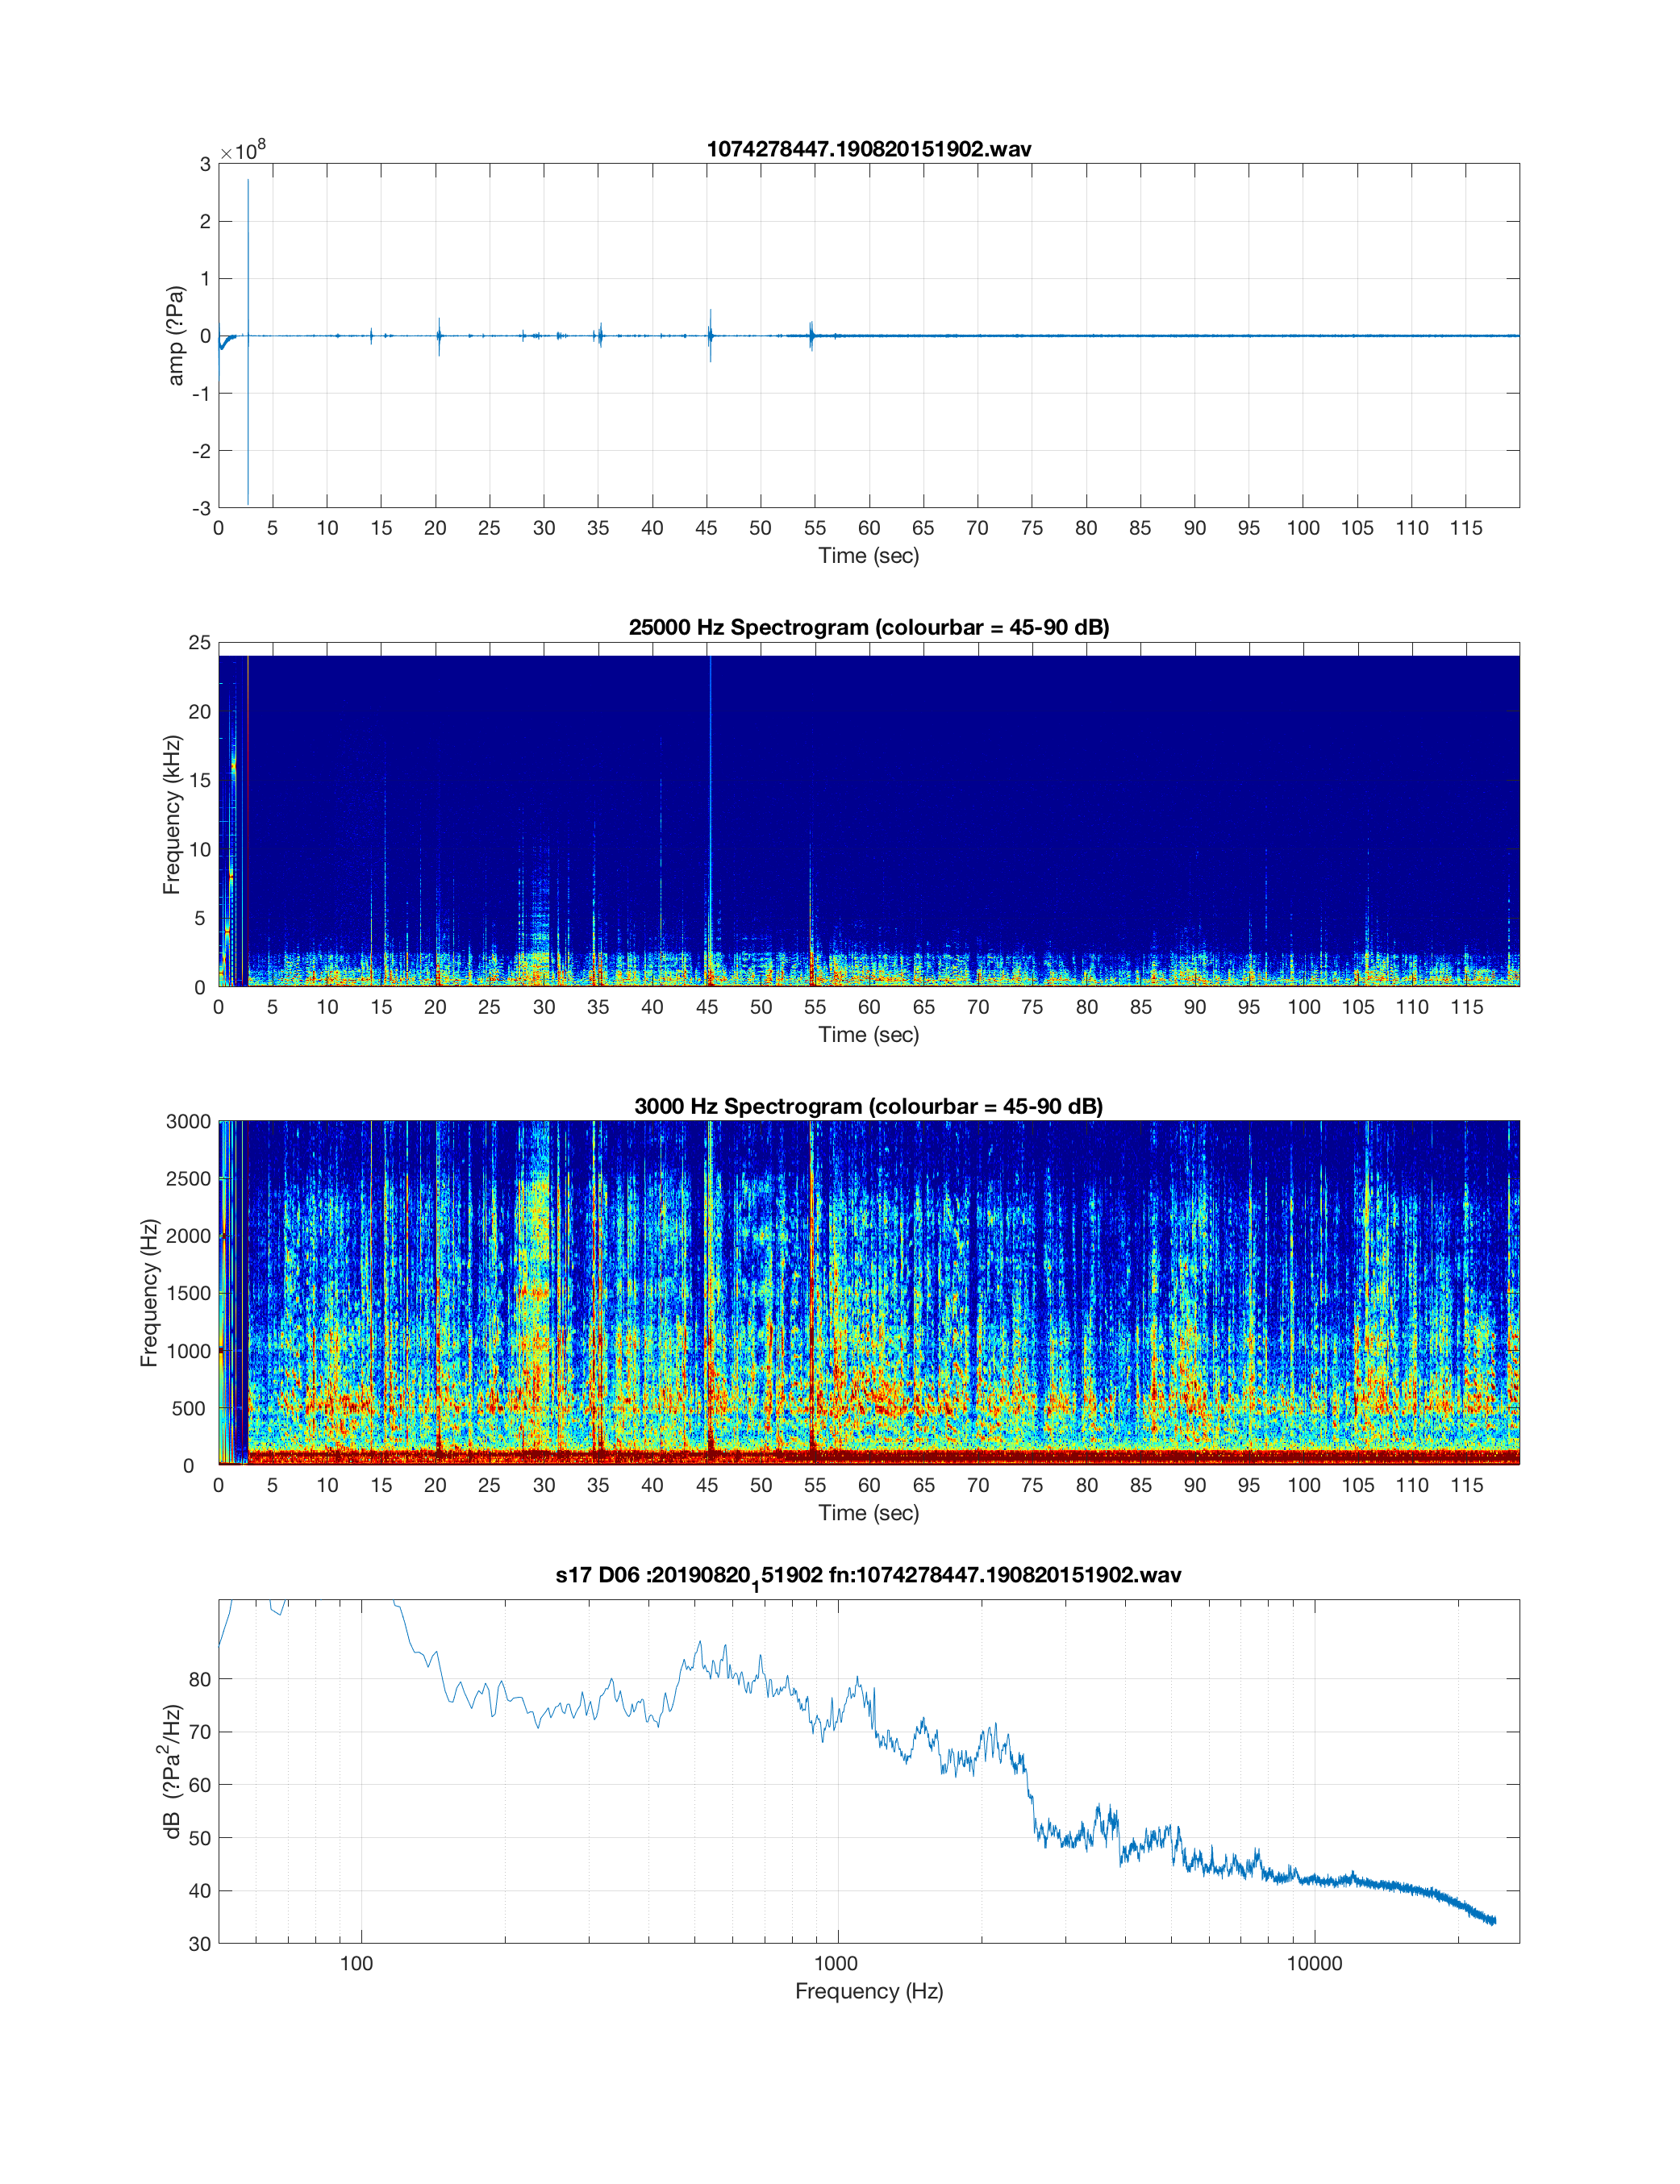 1074278447.190820151902.wav
×10^8
3
2
1
0
-1
-2
-3
amp (?Pa)
0 5 10 15 20 25 30 35 40 45 50 55 60 65 70 75 80 85 90 95 100 105 110 115
Time (sec)
25000 Hz Spectrogram (colourbar = 45-90 dB)
25
20
15
10
5
0
Frequency (kHz)
0 5 10 15 20 25 30 35 40 45 50 55 60 65 70 75 80 85 90 95 100 105 110 115
Time (sec)
3000 Hz Spectrogram (colourbar = 45-90 dB)
3000
2500
2000
1500
1000
500
0
Frequency (Hz)
0 5 10 15 20 25 30 35 40 45 50 55 60 65 70 75 80 85 90 95 100 105 110 115
Time (sec)
s17 D06 :20190820_151902 fn:1074278447.190820151902.wav
80
70
60
50
40
30
dB (?Pa^2/Hz)
100 1000 10000
Frequency (Hz)